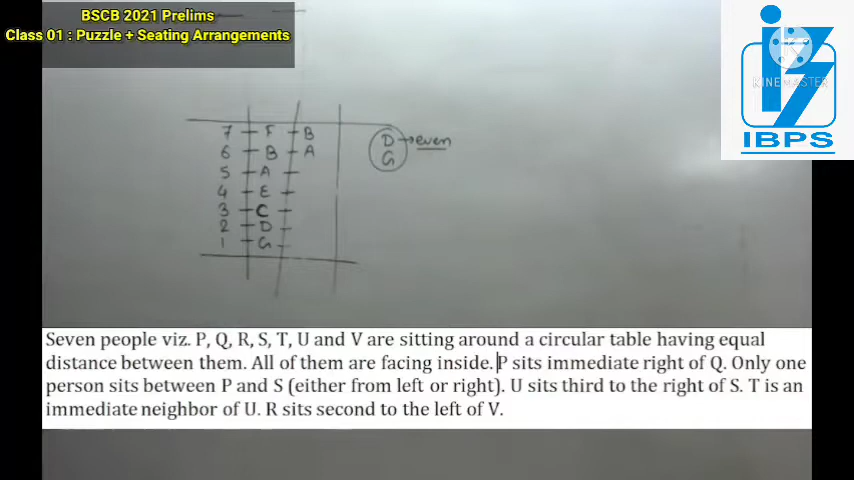 BSCB 2021 Prelims
Class 01 : Puzzle + Seating Arrangements
KINEMASTER
IBPS
7 F B
6 B A
5 A
4 E
3 C
2 D
1 G
D → even
G
Seven people viz. P, Q, R, S, T, U and V are sitting around a circular table having equal
distance between them. All of them are facing inside. P sits immediate right of Q. Only one
person sits between P and S (either from left or right). U sits third to the right of S. T is an
immediate neighbor of U. R sits second to the left of V.